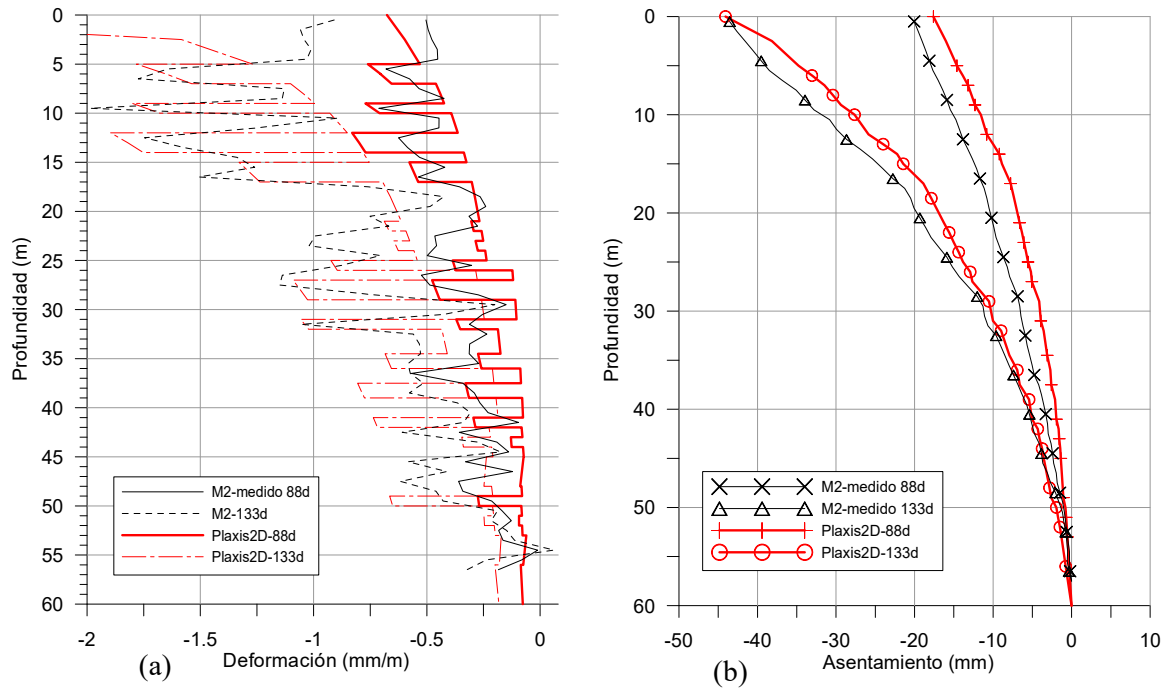 0
5
10
15
20
25
30
35
40
45
50
55
60
Profundidad (m)
M2-medido 88d
M2-133d
Plaxis2D-88d
Plaxis2D-133d
-2
-1.5
-1
-0.5
0
(a)
Deformación (mm/m)
0
10
20
30
40
50
60
Profundidad (m)
M2-medido 88d
M2-medido 133d
Plaxis2D-88d
Plaxis2D-133d
-50
-40
-30
-20
-10
0
10
(b)
Asentamiento (mm)